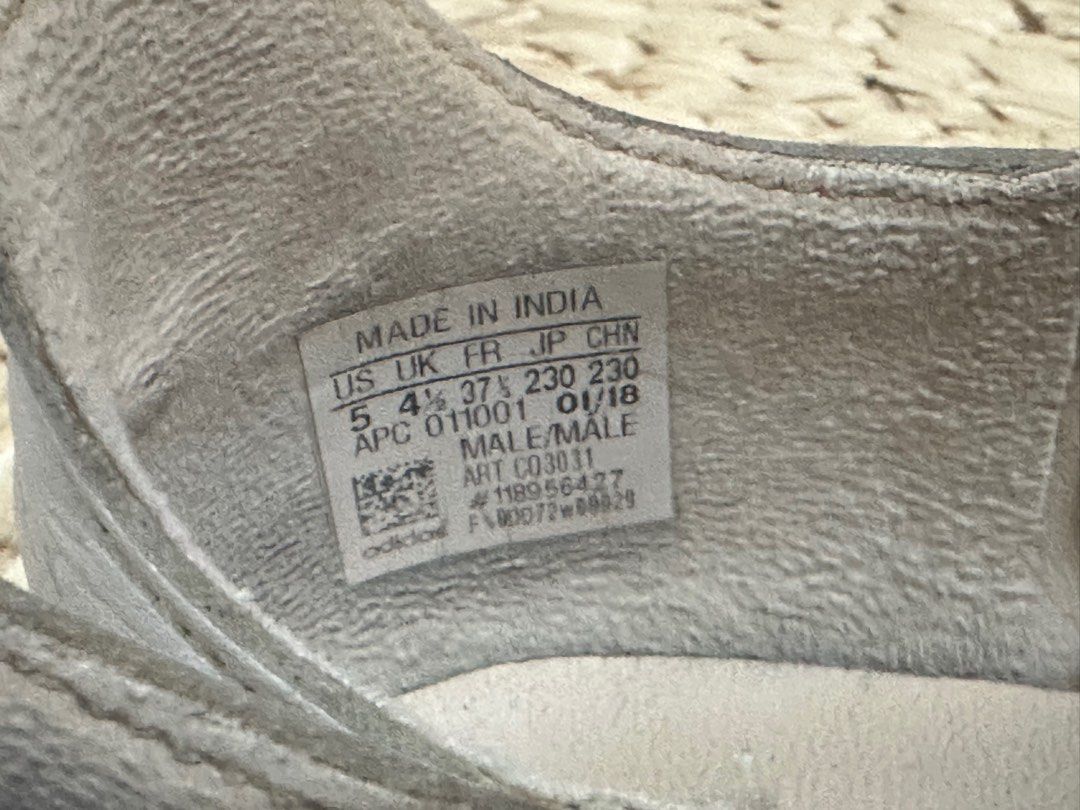 MADE IN INDIA
US UK FR JP CHN
5 4½ 37⅓ 230 230
APC 011001 01/18
MALE/MÂLE
ART CQ3031
#118956427
adidas